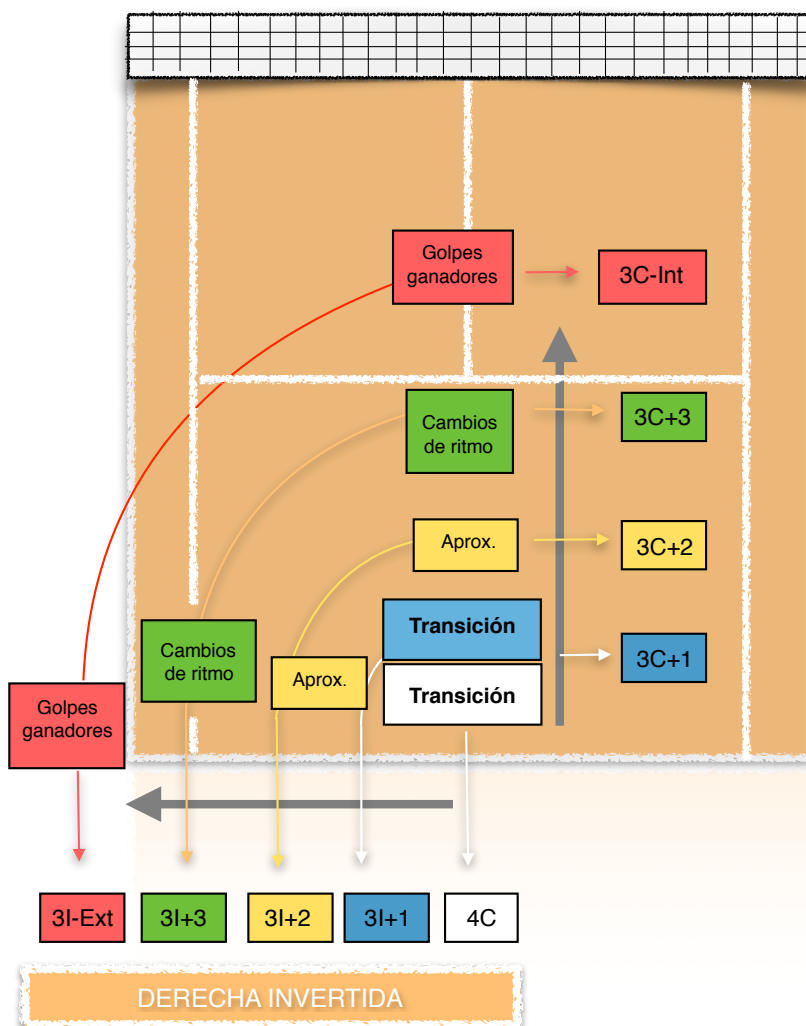 Golpes
ganadores
3C-Int
Cambios
de ritmo
3C+3
Aprox.
3C+2
Transición
3C+1
Cambios
de ritmo
Aprox.
Transición
Golpes
ganadores
3I-Ext
3I+3
3I+2
3I+1
4C
DERECHA INVERTIDA